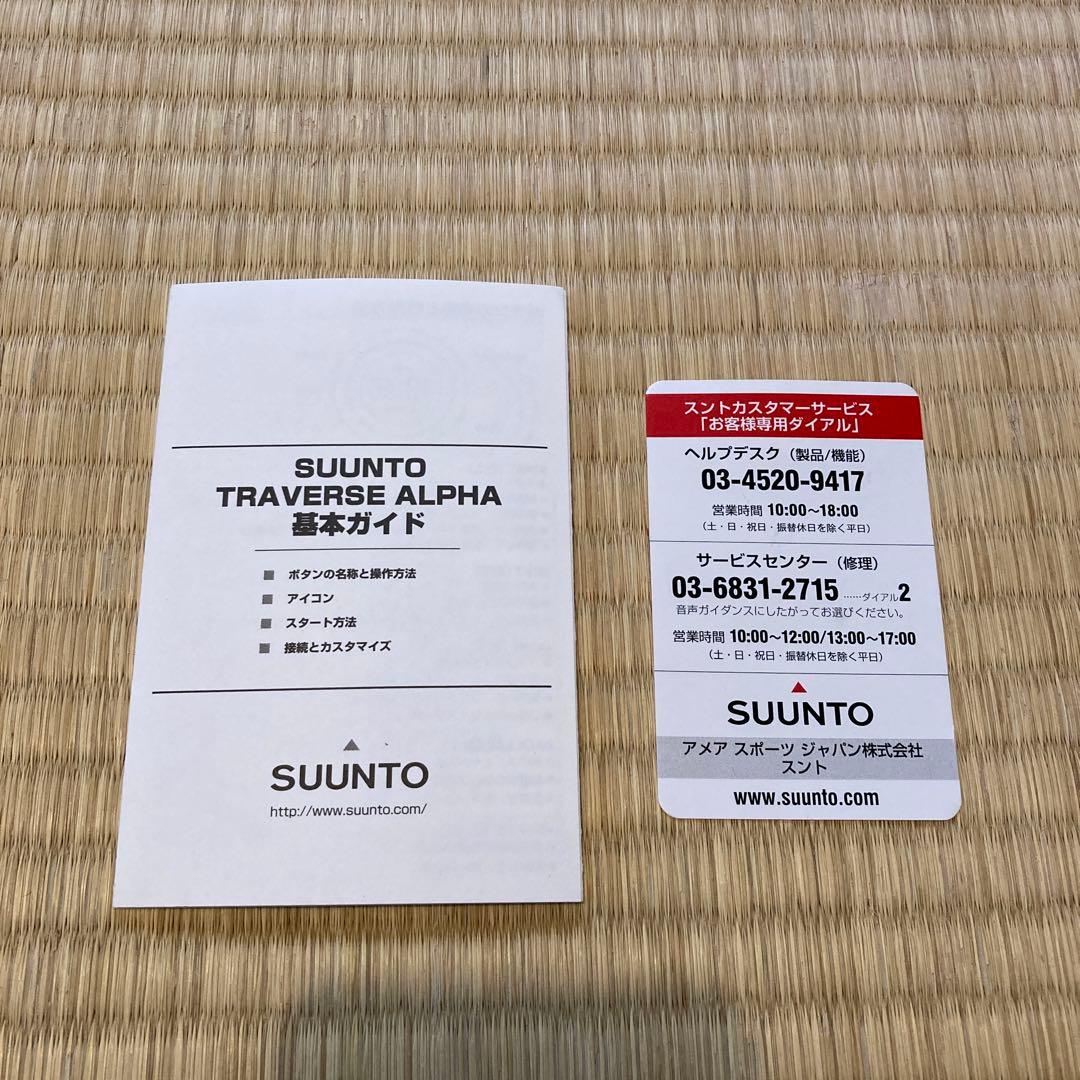 SUUNTO
TRAVERSE ALPHA
基本ガイド
■ ボタンの名称と操作方法
■ アイコン
■ スタート方法
■ 接続とカスタマイズ
SUUNTO
http://www.suunto.com/
スントカスタマーサービス
「お客様専用ダイアル」
ヘルプデスク（製品/機能）
03-4520-9417
営業時間 10:00～18:00
（土・日・祝日・振替休日を除く平日）
サービスセンター（修理）
03-6831-2715 ……ダイアル2
音声ガイダンスにしたがってお選びください。
営業時間 10:00～12:00/13:00～17:00
（土・日・祝日・振替休日を除く平日）
SUUNTO
アメア スポーツ ジャパン株式会社
スント
www.suunto.com